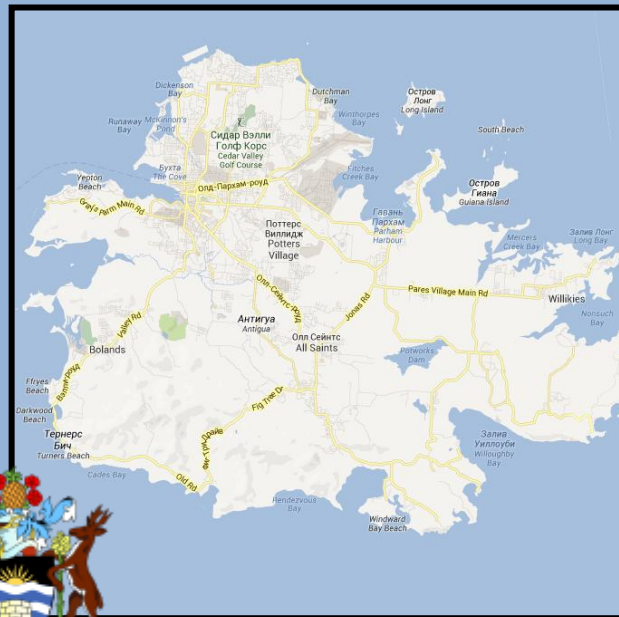 Dickenson
Bay
Dutchman
Bay
Остров
Лонг
Long Island
Runaway
Bay
McKinnon's
Pond
Winthorpes
Bay
South Beach
Сидар Вэлли
Голф Корс
Cedar Valley
Golf Course
Бухта
The Cove
Fitches
Creek Bay
Yepton
Beach
Олд-Пархам-роуд
Остров
Гиана
Guiana Island
Grays Farm Main Rd
Гавань
Пархам
Parham
Harbour
Поттерс
Виллидж
Potters
Village
Mercers
Creek Bay
Залив Лонг
Long Bay
Олл-Сейнтс-роуд
Pares Village Main Rd
Willikies
Nonsuch
Bay
Valley Rd
Антигуа
Antigua
Jonas Rd
Олл Сейнтс
All Saints
Bolands
Potworks
Dam
Вэлли-роуд
Ffryes
Beach
Fig Tree Dr
Darkwood
Beach
Тернерс
Бич
Turners Beach
Фиг-Три-Драйв
Залив
Уиллоуби
Willoughby
Bay
Cades Bay
Old Rd
Rendezvous
Bay
Windward
Bay Beach